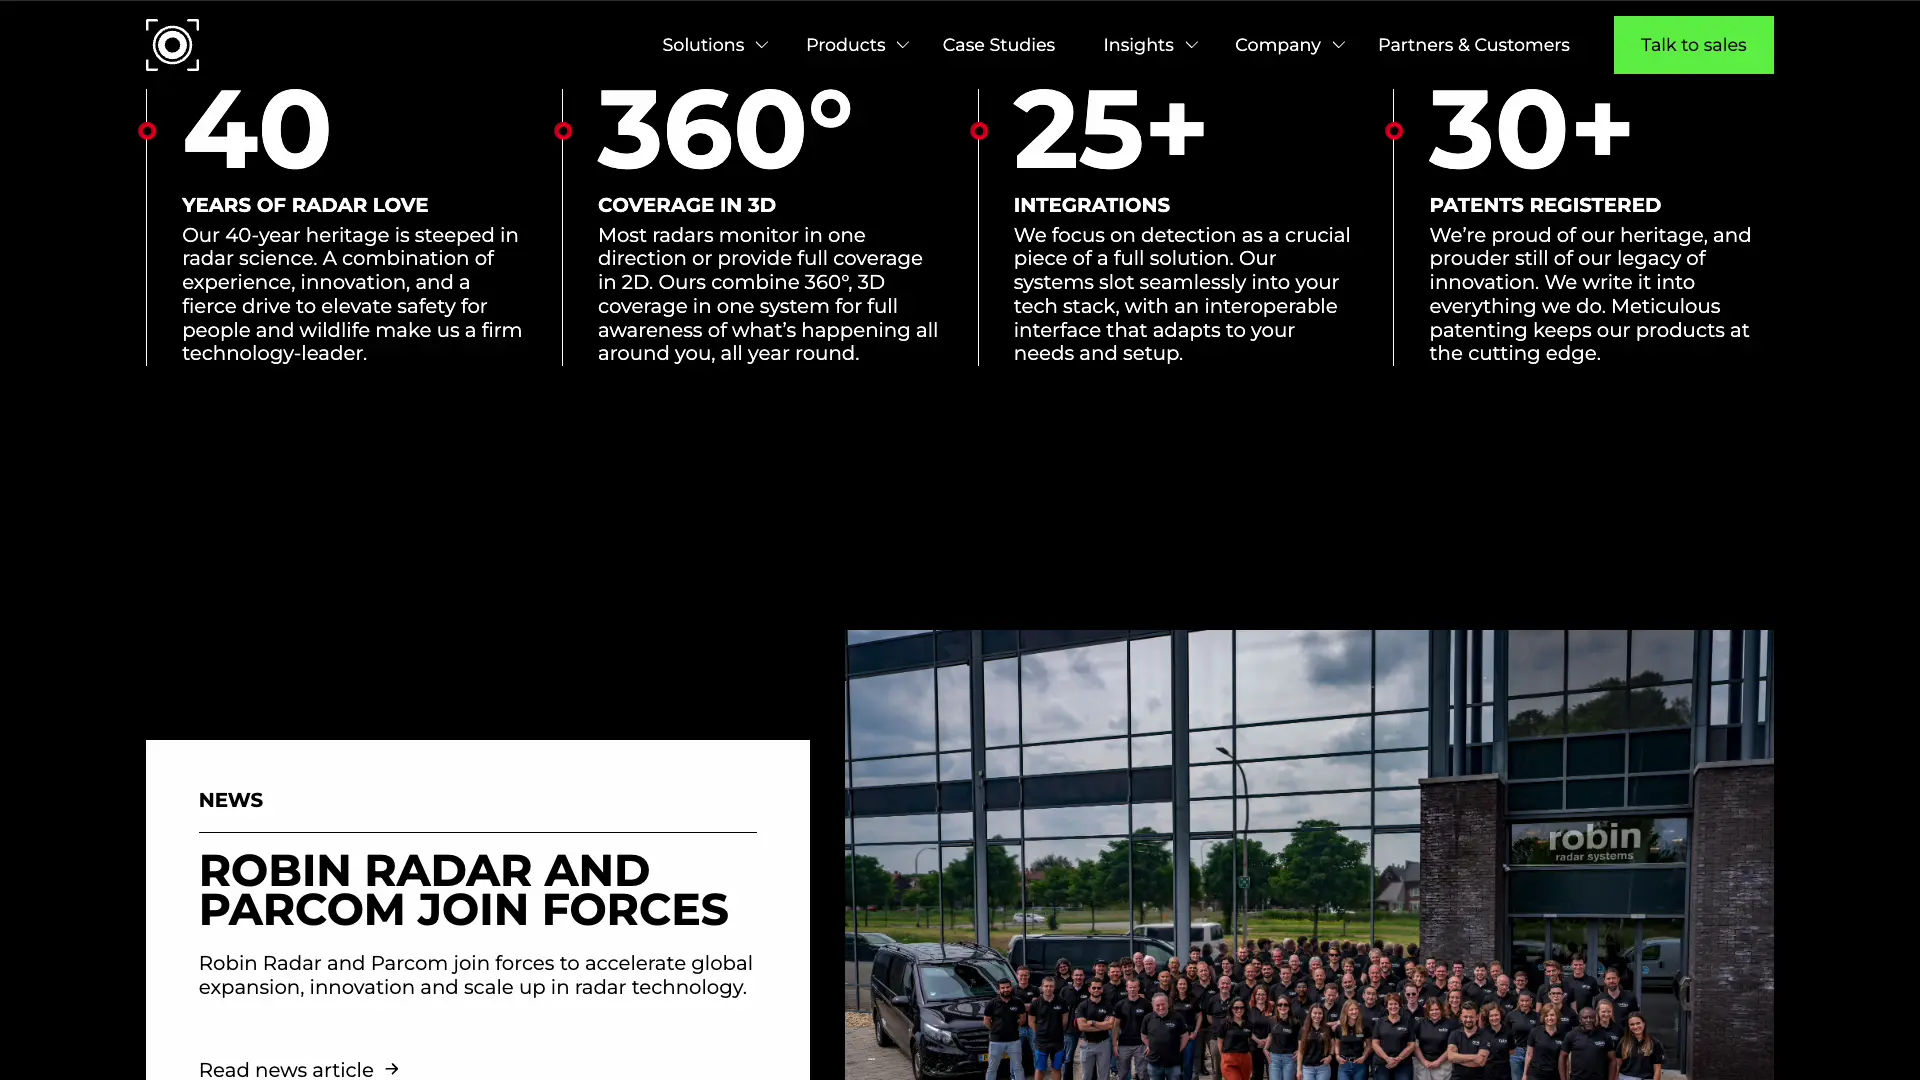 Solutions
Products
Case Studies
Insights
Company
Partners & Customers
Talk to sales
40
YEARS OF RADAR LOVE
Our 40-year heritage is steeped in
radar science. A combination of
experience, innovation, and a
fierce drive to elevate safety for
people and wildlife make us a firm
technology-leader.
360°
COVERAGE IN 3D
Most radars monitor in one
direction or provide full coverage
in 2D. Ours combine 360°, 3D
coverage in one system for full
awareness of what’s happening all
around you, all year round.
25+
INTEGRATIONS
We focus on detection as a crucial
piece of a full solution. Our
systems slot seamlessly into your
tech stack, with an interoperable
interface that adapts to your
needs and setup.
30+
PATENTS REGISTERED
We’re proud of our heritage, and
prouder still of our legacy of
innovation. We write it into
everything we do. Meticulous
patenting keeps our products at
the cutting edge.
NEWS
ROBIN RADAR AND
PARCOM JOIN FORCES
Robin Radar and Parcom join forces to accelerate global
expansion, innovation and scale up in radar technology.
Read news article →
robin
radar systems